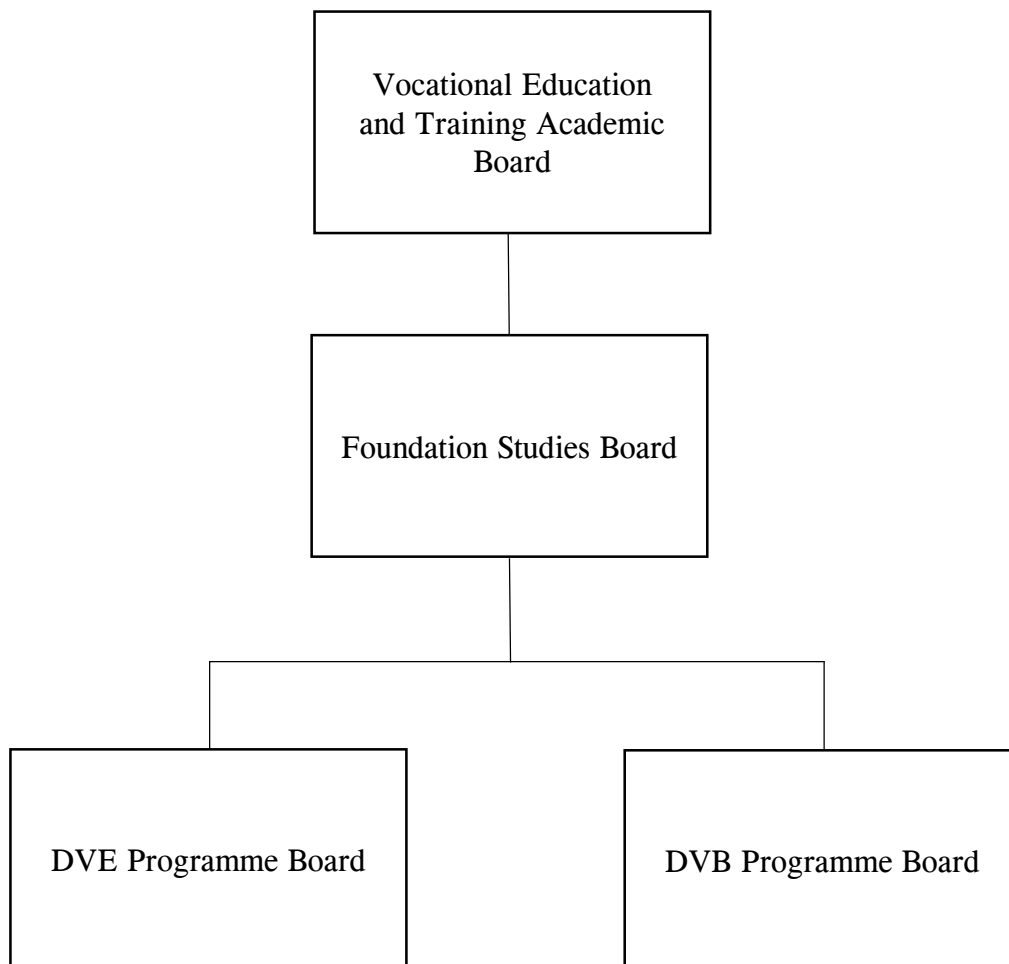 Vocational Education
and Training Academic
Board
Foundation Studies Board
DVE Programme Board
DVB Programme Board